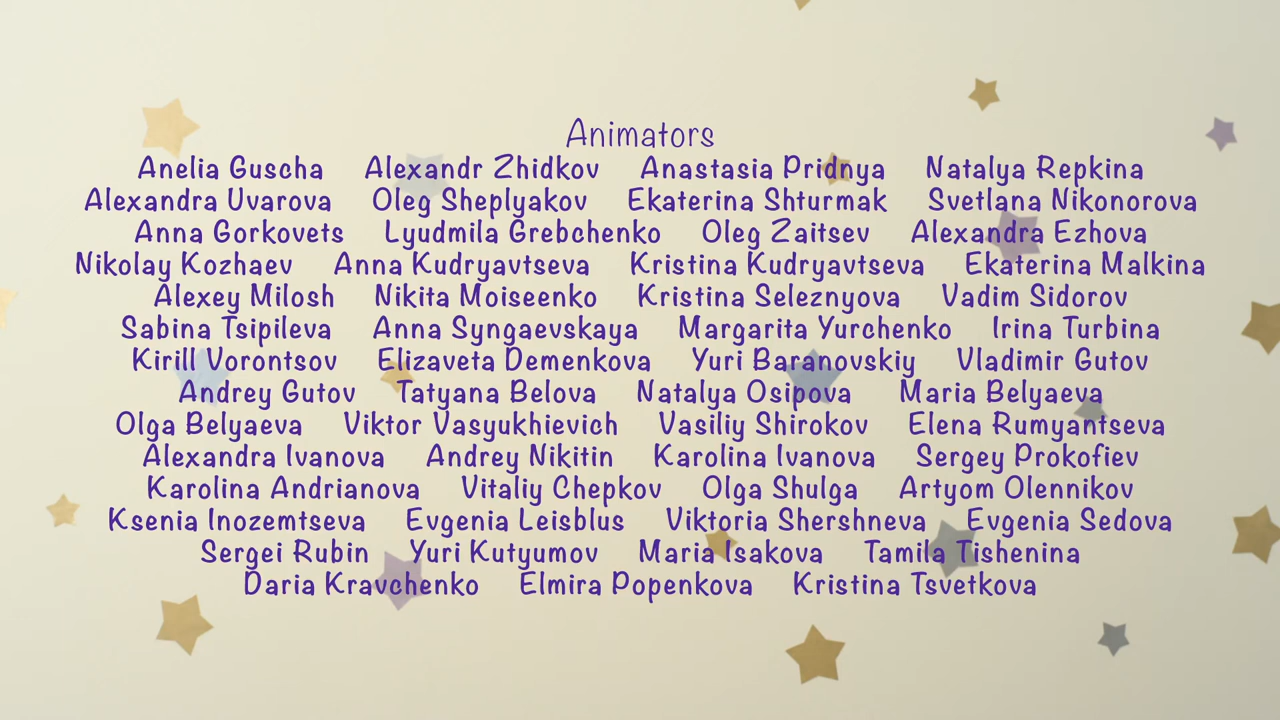 Animators
Anelia Guscha Alexandr Zhidkov Anastasia Pridnya Natalya Repkina
Alexandra Uvarova Oleg Sheplyakov Ekaterina Shturmak Svetlana Nikonorova
Anna Gorkovets Lyudmila Grebchenko Oleg Zaitsev Alexandra Ezhova
Nikolay Kozhaev Anna Kudryavtseva Kristina Kudryavtseva Ekaterina Malkina
Alexey Milosh Nikita Moiseenko Kristina Seleznyova Vadim Sidorov
Sabina Tsipileva Anna Syngaevskaya Margarita Yurchenko Irina Turbina
Kirill Vorontsov Elizaveta Demenkova Yuri Baranovskiy Vladimir Gutov
Andrey Gutov Tatyana Belova Natalya Osipova Maria Belyaeva
Olga Belyaeva Viktor Vasyukhievich Vasiliy Shirokov Elena Rumyantseva
Alexandra Ivanova Andrey Nikitin Karolina Ivanova Sergey Prokofiev
Karolina Andrianova Vitaliy Chepkov Olga Shulga Artyom Olennikov
Ksenia Inozemtseva Evgenia Leisblus Viktoria Shershneva Evgenia Sedova
Sergei Rubin Yuri Kutyumov Maria Isakova Tamila Tishenina
Daria Kravchenko Elmira Popenkova Kristina Tsvetkova